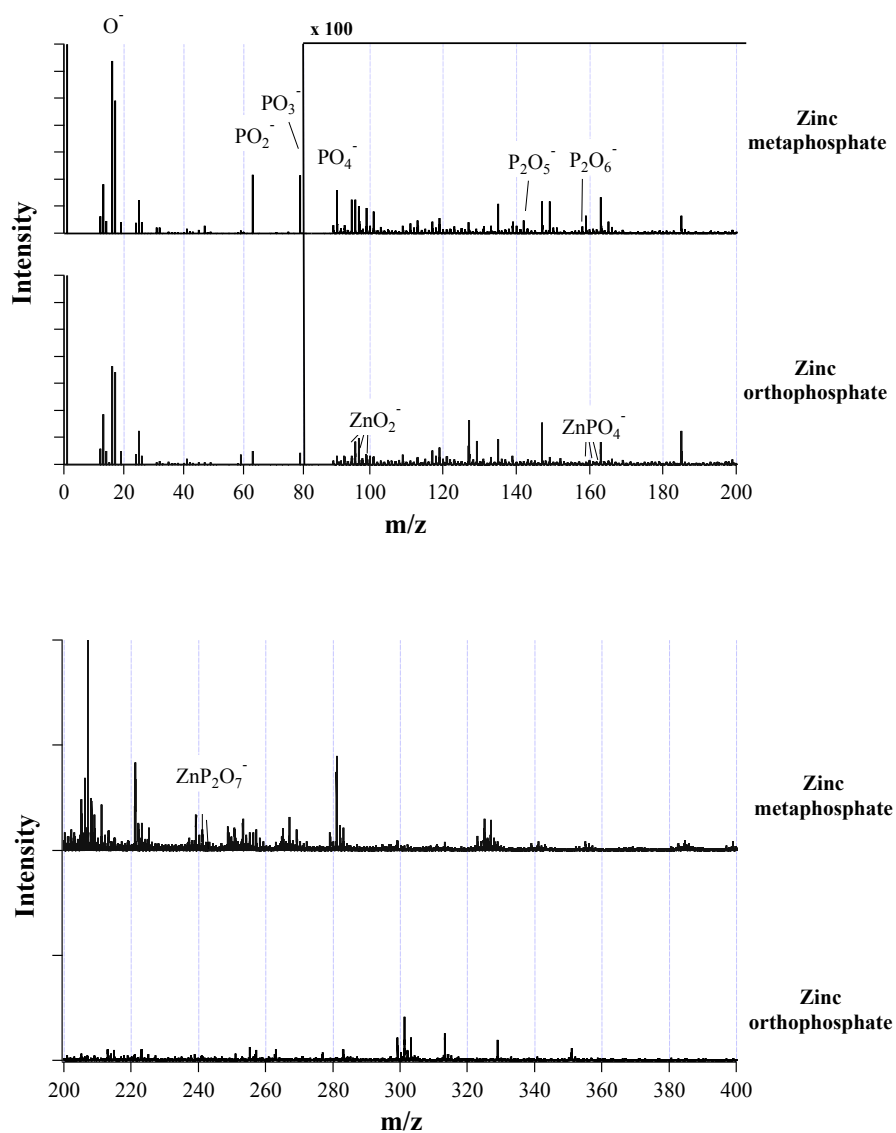 O⁻
x 100
PO₃⁻
PO₂⁻
PO₄⁻
P₂O₅⁻
P₂O₆⁻
Zinc
metaphosphate
Intensity
ZnO₂⁻
ZnPO₄⁻
Zinc
orthophosphate
0 20 40 60 80 100 120 140 160 180 200
m/z
ZnP₂O₇⁻
Zinc
metaphosphate
Intensity
Zinc
orthophosphate
200 220 240 260 280 300 320 340 360 380 400
m/z